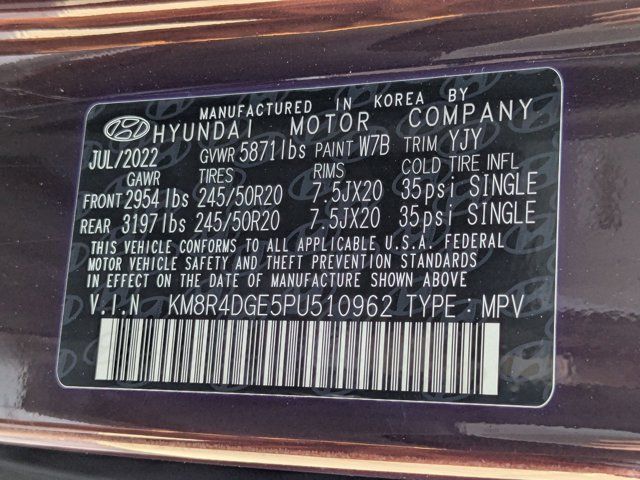 MANUFACTURED IN KOREA BY
HYUNDAI MOTOR COMPANY
JUL/2022 GVWR 5871lbs PAINT W7B TRIM YJY
GAWR TIRES RIMS COLD TIRE INFL
FRONT 2954lbs 245/50R20 7.5JX20 35psi SINGLE
REAR 3197lbs 245/50R20 7.5JX20 35psi SINGLE
THIS VEHICLE CONFORMS TO ALL APPLICABLE U.S.A. FEDERAL
MOTOR VEHICLE SAFETY AND THEFT PREVENTION STANDARDS
IN EFFECT ON THE DATE OF MANUFACTURE SHOWN ABOVE
V.I.N KM8R4DGE5PU510962 TYPE : MPV